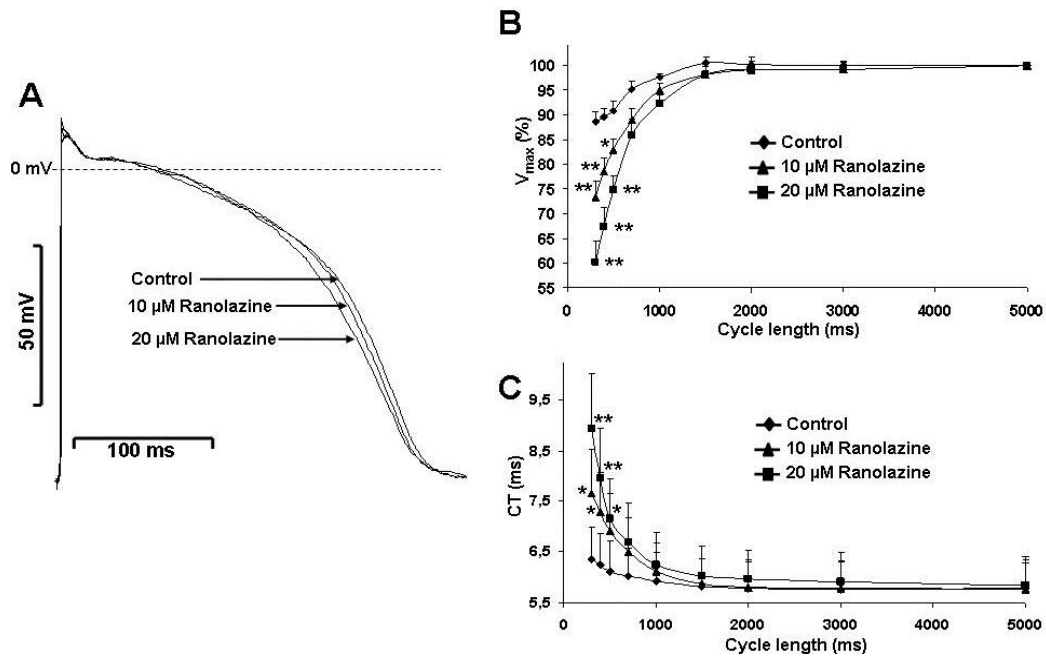 A
0 mV
50 mV
Control
10 µM Ranolazine
20 µM Ranolazine
100 ms
B
100
95
90
85
80
75
70
65
60
55
Vmax (%)
*
**
**
**
**
**
Control
10 µM Ranolazine
20 µM Ranolazine
0 1000 2000 3000 4000 5000
Cycle length (ms)
C
9,5
8,5
7,5
6,5
5,5
CT (ms)
**
**
*
*
*
Control
10 µM Ranolazine
20 µM Ranolazine
0 1000 2000 3000 4000 5000
Cycle length (ms)